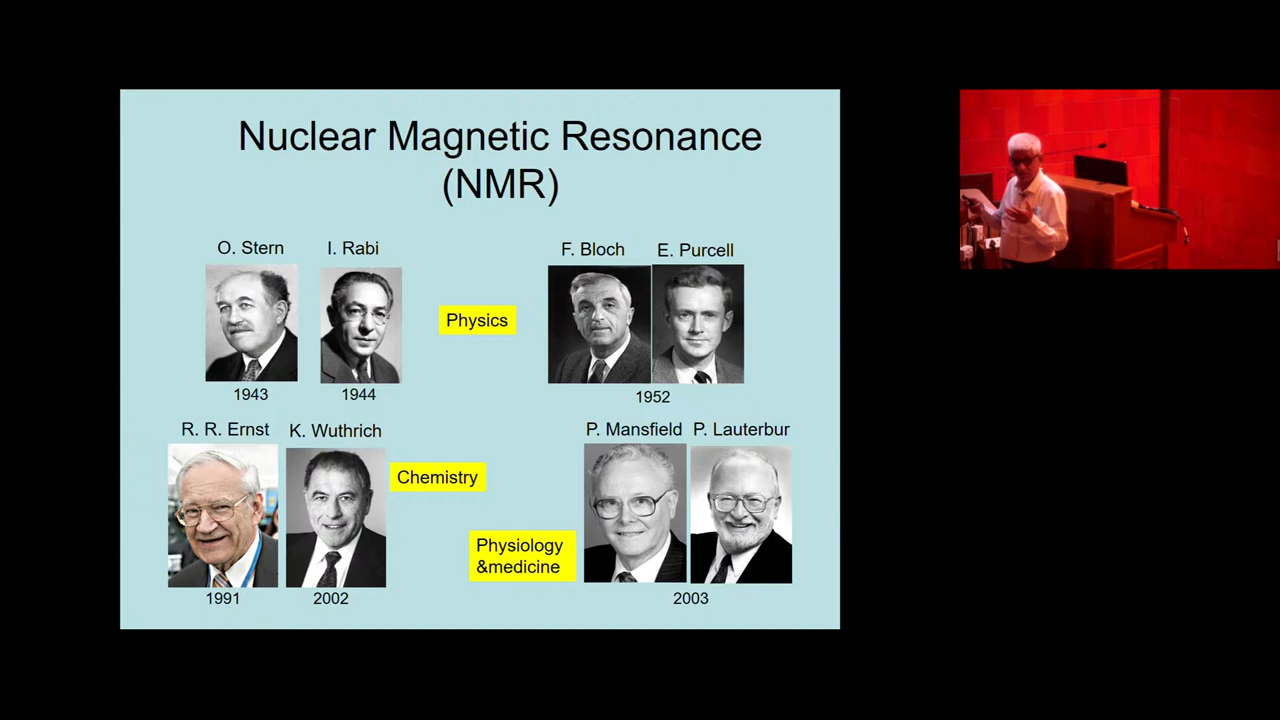 Nuclear Magnetic Resonance
(NMR)
O. Stern
I. Rabi
F. Bloch
E. Purcell
Physics
1943
1944
1952
R. R. Ernst
K. Wuthrich
P. Mansfield
P. Lauterbur
Chemistry
Physiology
&medicine
1991
2002
2003